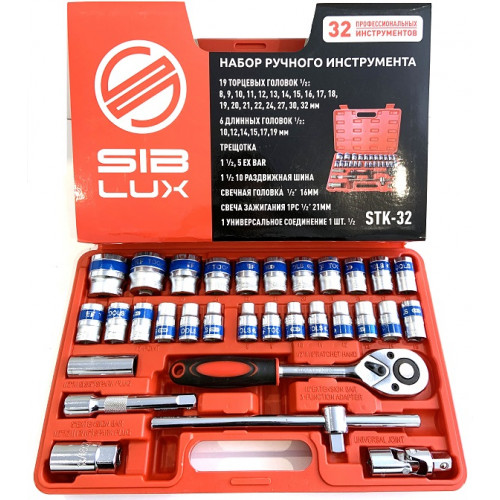 32 ПРОФЕССИОНАЛЬНЫХ
ИНСТРУМЕНТОВ
НАБОР РУЧНОГО ИНСТРУМЕНТА
19 ТОРЦЕВЫХ ГОЛОВОК ½:
8, 9, 10, 11, 12, 13, 14, 15, 16, 17, 18,
19, 20, 21, 22, 24, 27, 30, 32 мм
6 ДЛИННЫХ ГОЛОВОК ½:
10,12,14,15,17,19 мм
ТРЕЩОТКА
1 ½, 5 EX BAR
1 ½ 10 РАЗДВИЖНАЯ ШИНА
СВЕЧНАЯ ГОЛОВКА ½" 16ММ
СВЕЧА ЗАЖИГАНИЯ 1PC ½" 21ММ
1 УНИВЕРСАЛЬНОЕ СОЕДИНЕНИЕ 1 ШТ. ½
STK-32
SIB
LUX
UNIVERSAL JOINT